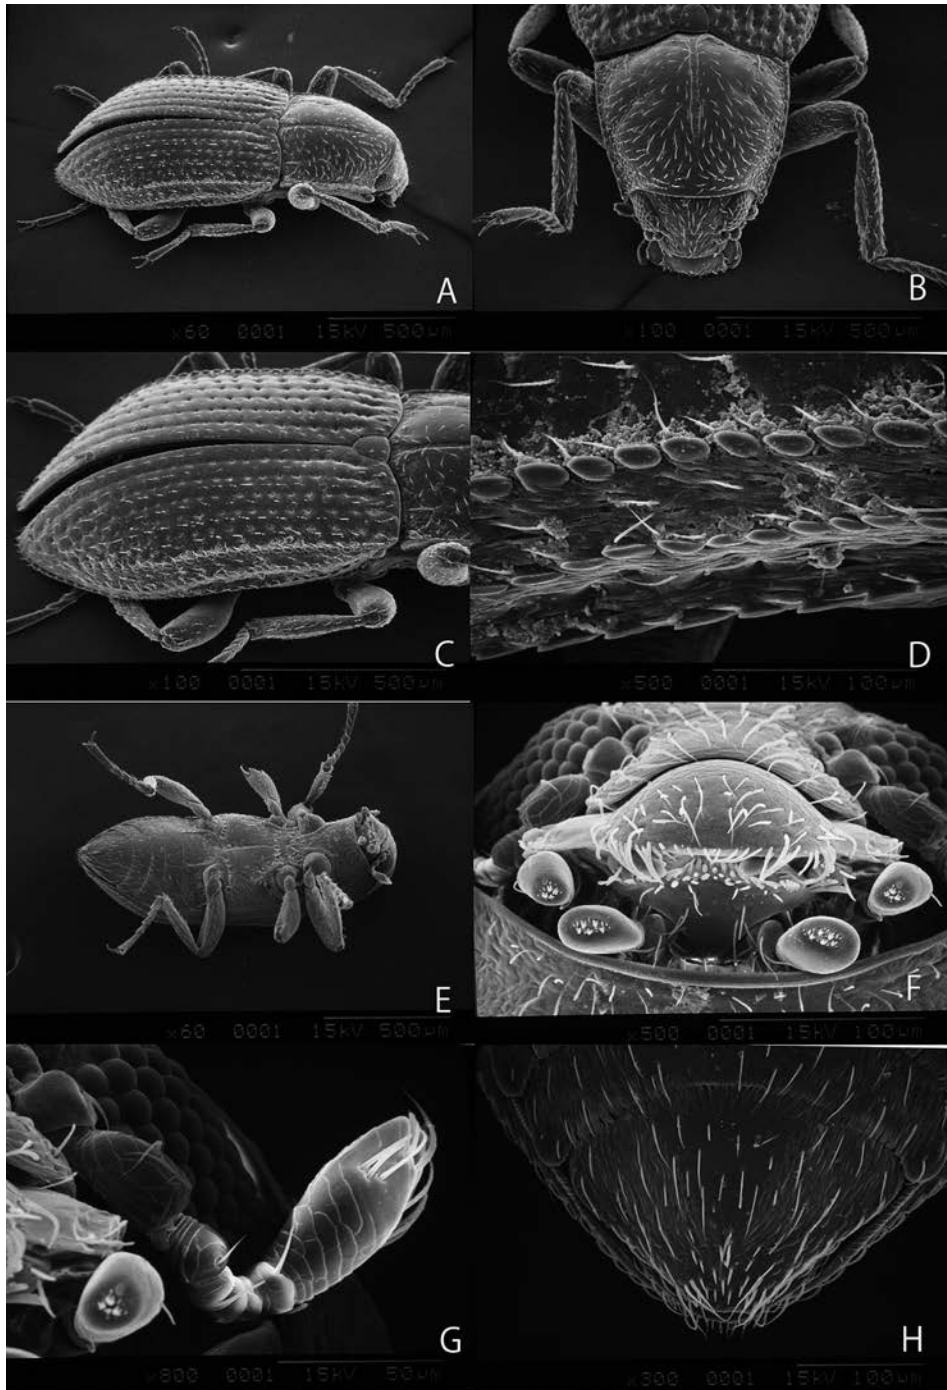 A
B
x60 0001 15kV 500µm
x100 0001 15kV 500µm
C
D
x100 0001 15kV 500µm
x500 0001 15kV 100µm
E
F
x60 0001 15kV 500µm
x500 0001 15kV 100µm
G
H
x800 0001 15kV 50µm
x300 0001 15kV 100µm